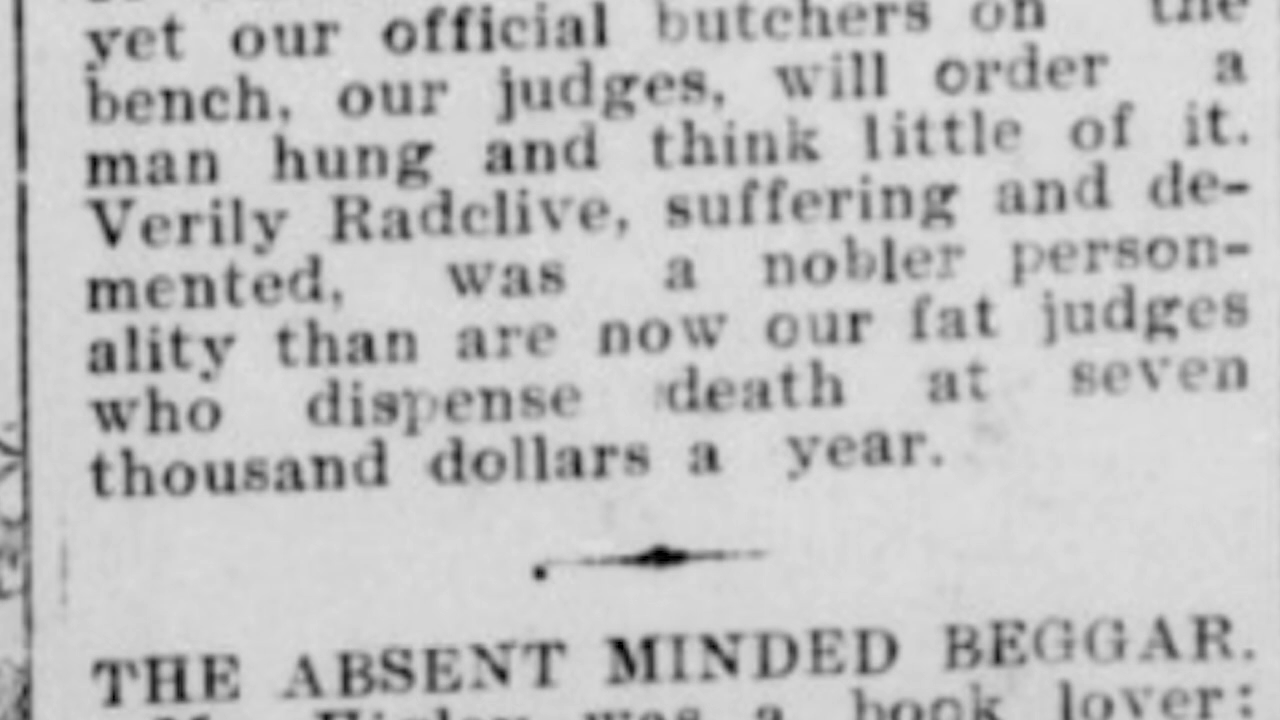 yet our official butchers on the
bench, our judges, will order a
man hung and think little of it.
Verily Radclive, suffering and de-
mented, was a nobler person-
ality than are now our fat judges
who dispense death at seven
thousand dollars a year.
THE ABSENT MINDED BEGGAR.
was a book lover;